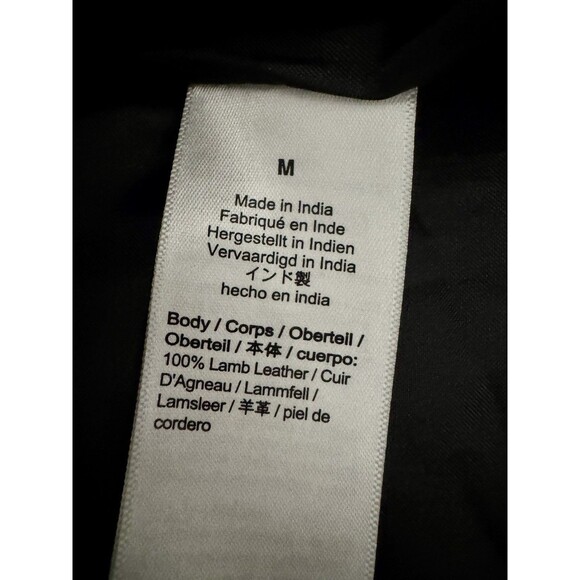 M
Made in India
Fabriqué en Inde
Hergestellt in Indien
Vervaardigd in India
インド製
hecho en india
Body / Corps / Oberteil /
Oberteil / 本体 / cuerpo:
100% Lamb Leather / Cuir
D'Agneau / Lammfell /
Lamsleer / 羊革 / piel de
cordero